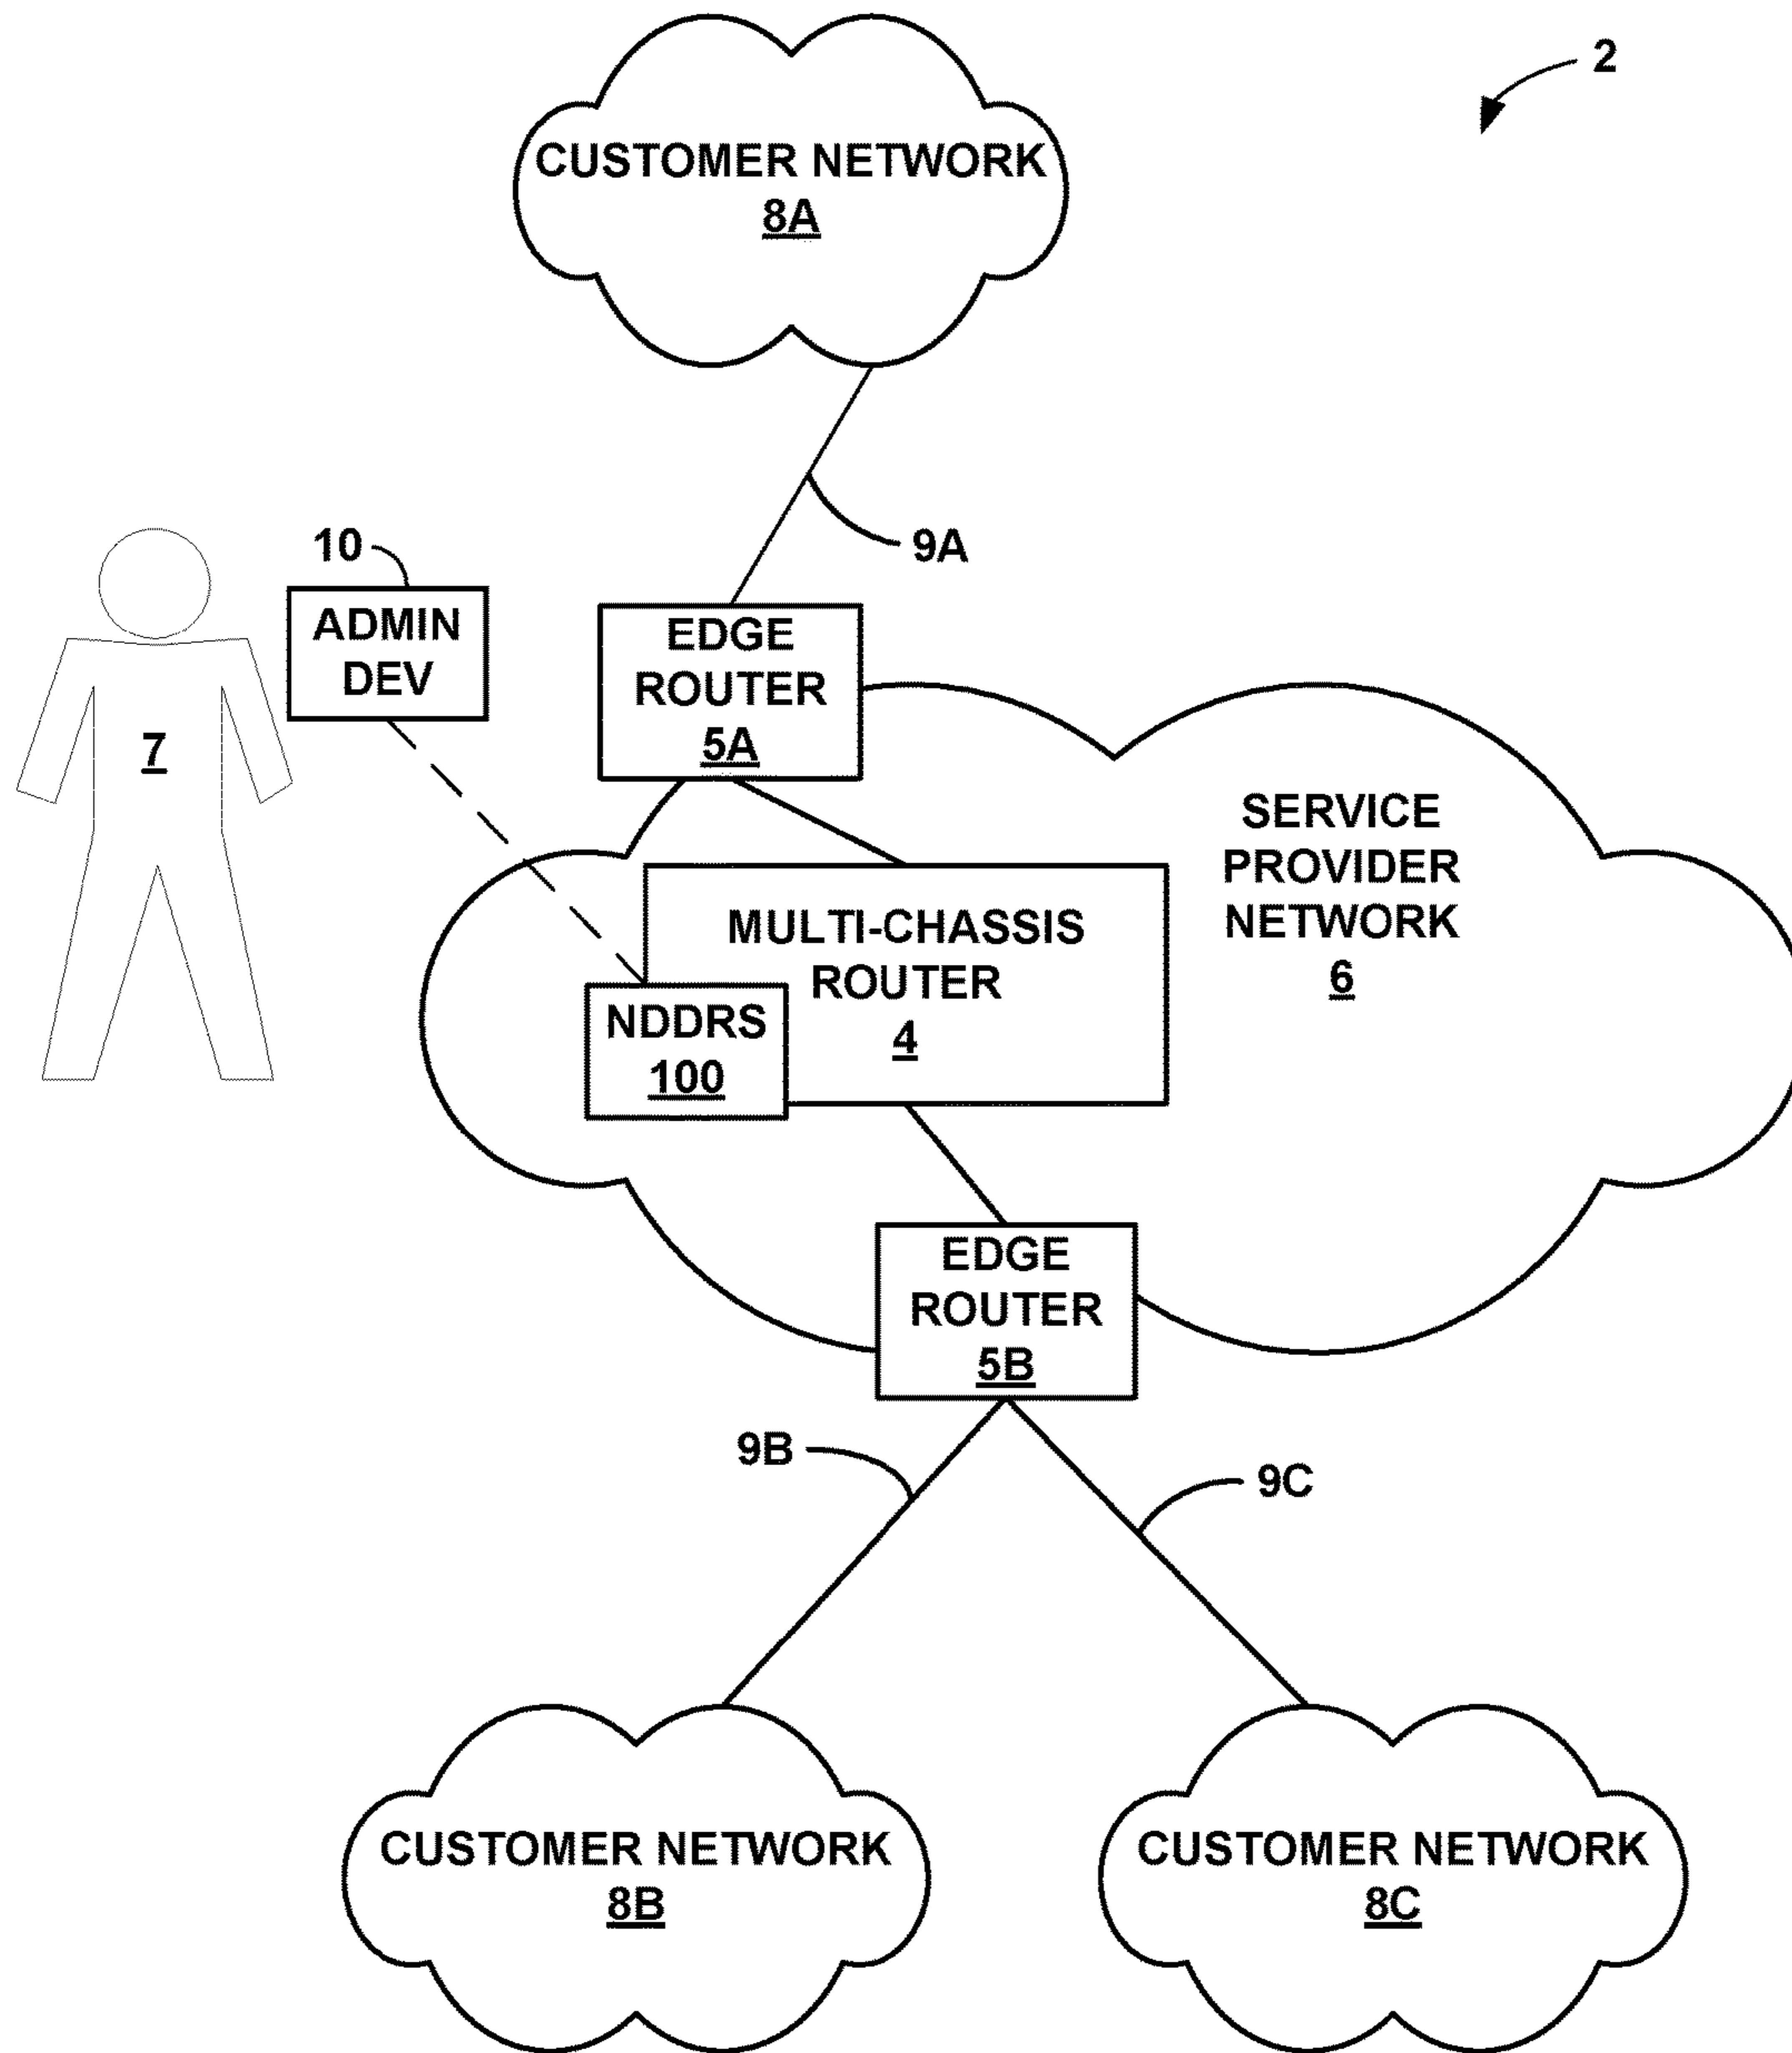 2
CUSTOMER NETWORK
8A
9A
10
ADMIN
DEV
7
EDGE
ROUTER
5A
SERVICE
PROVIDER
NETWORK
6
MULTI-CHASSIS
ROUTER
4
NDDRS
100
EDGE
ROUTER
5B
9B
9C
CUSTOMER NETWORK
8B
CUSTOMER NETWORK
8C